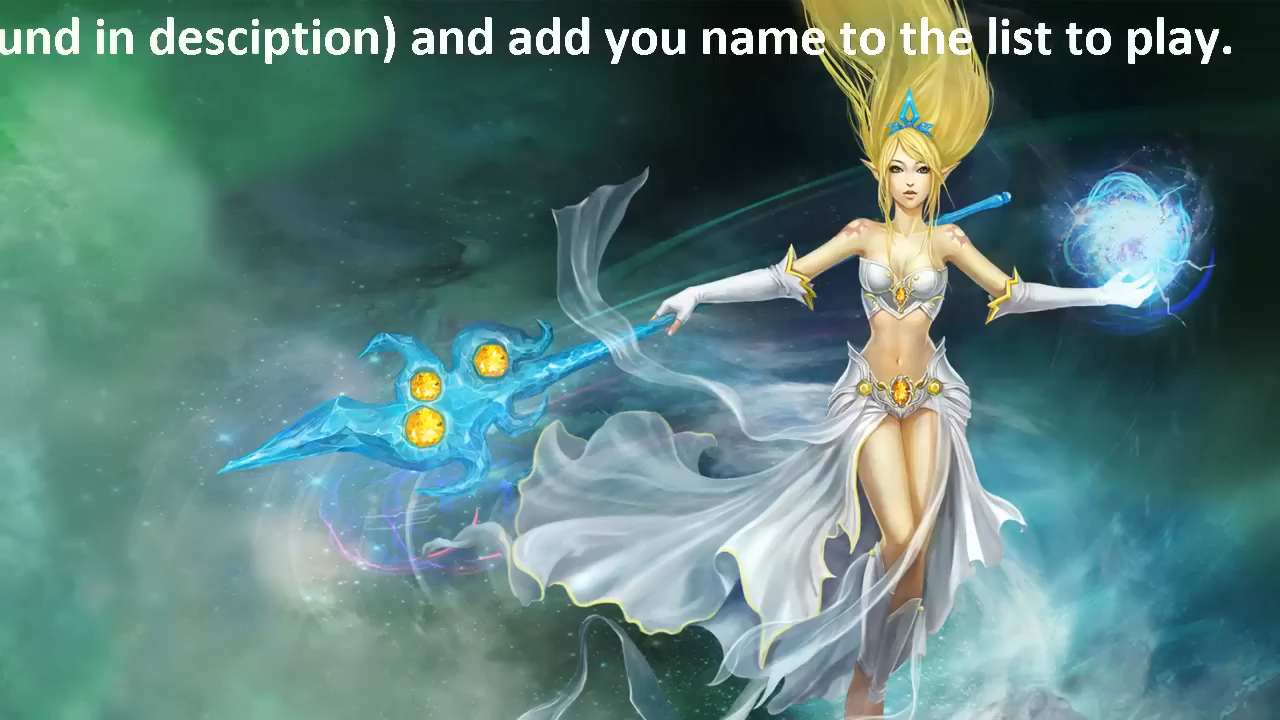 und in desciption) and add you name to the list to play.